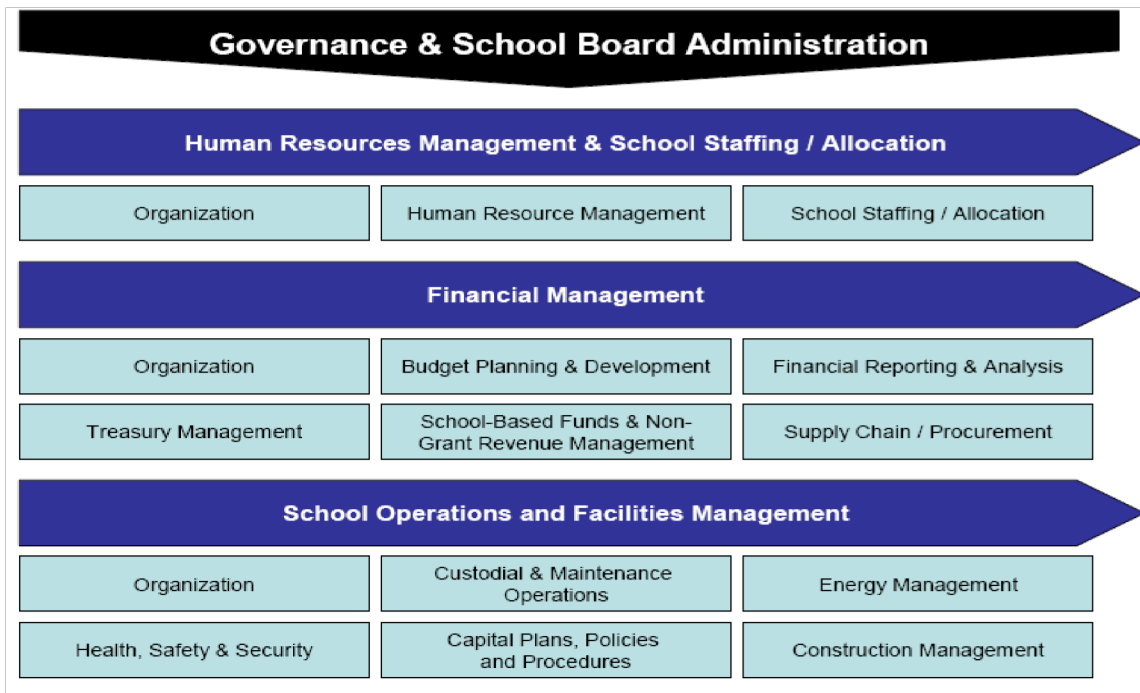 Governance & School Board Administration
Human Resources Management & School Staffing / Allocation
Organization
Human Resource Management
School Staffing / Allocation
Financial Management
Organization
Budget Planning & Development
Financial Reporting & Analysis
Treasury Management
School-Based Funds & Non-
Grant Revenue Management
Supply Chain / Procurement
School Operations and Facilities Management
Organization
Custodial & Maintenance
Operations
Energy Management
Health, Safety & Security
Capital Plans, Policies
and Procedures
Construction Management